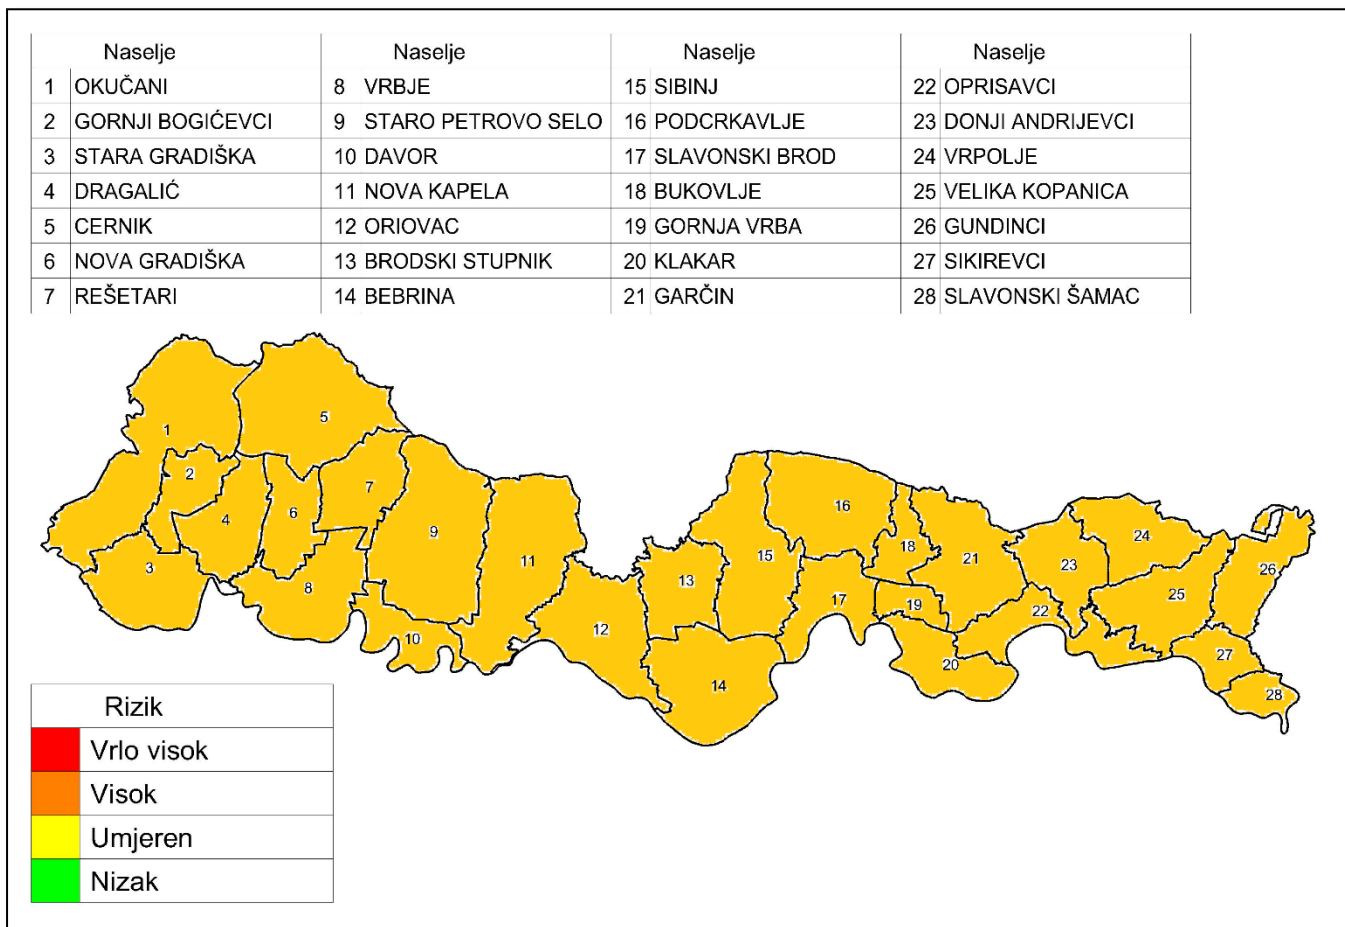 Naselje Naselje Naselje Naselje
1 OKUČANI 8 VRBJE 15 SIBINJ 22 OPRISAVCI
2 GORNJI BOGIĆEVCI 9 STARO PETROVO SELO 16 PODCRKAVLJE 23 DONJI ANDRIJEVCI
3 STARA GRADIŠKA 10 DAVOR 17 SLAVONSKI BROD 24 VRPOLJE
4 DRAGALIĆ 11 NOVA KAPELA 18 BUKOVLJE 25 VELIKA KOPANICA
5 CERNIK 12 ORIOVAC 19 GORNJA VRBA 26 GUNDINCI
6 NOVA GRADIŠKA 13 BRODSKI STUPNIK 20 KLAKAR 27 SIKIREVCI
7 REŠETARI 14 BEBRINA 21 GARČIN 28 SLAVONSKI ŠAMAC
5
1
2
7
16
4
6
9
24
18
15
11
21
23
3
26
13
8
25
17
19
22
12
10
27
20
14
28
Rizik
Vrlo visok
Visok
Umjeren
Nizak